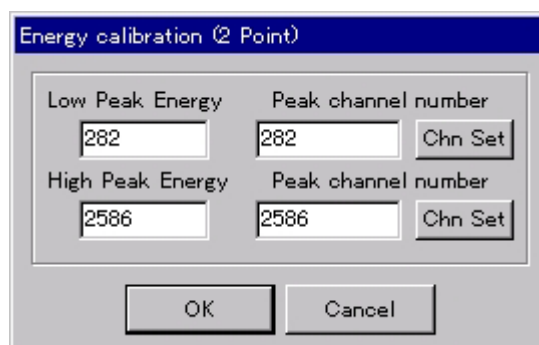 Energy calibration (2 Point)
Low Peak Energy Peak channel number
282 282 Chn Set
High Peak Energy Peak channel number
2586 2586 Chn Set
OK Cancel